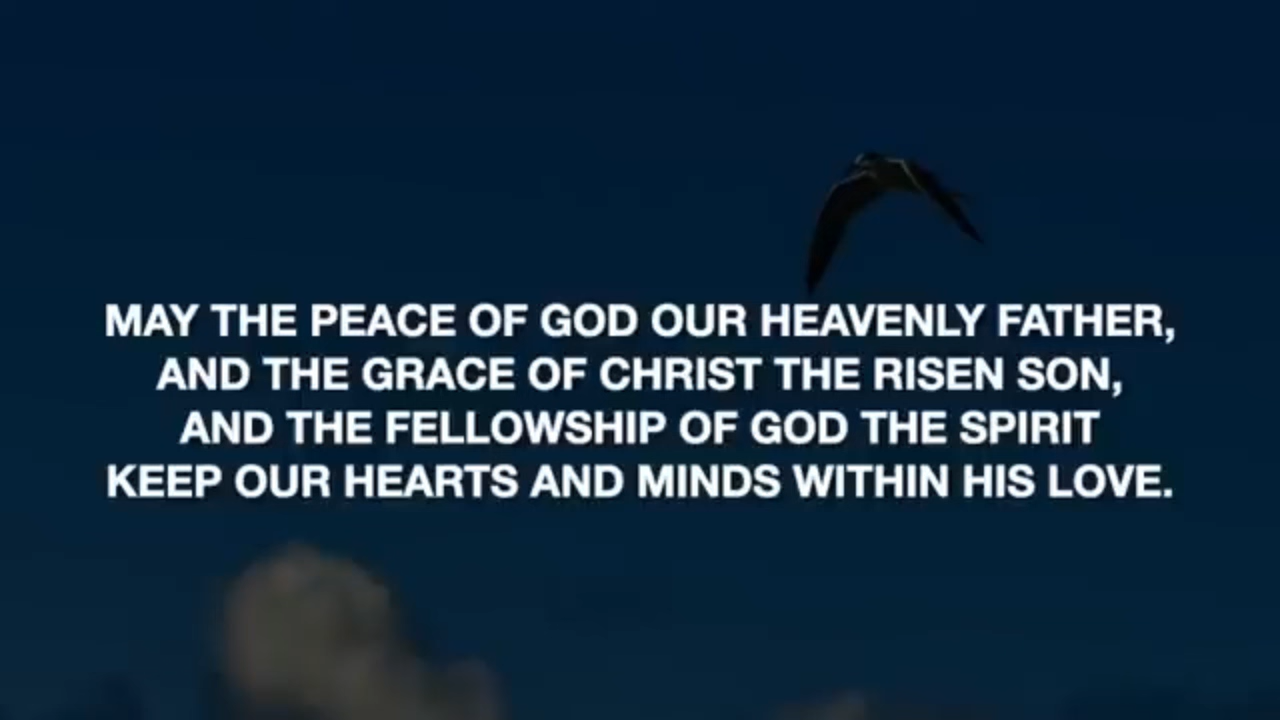 MAY THE PEACE OF GOD OUR HEAVENLY FATHER,
AND THE GRACE OF CHRIST THE RISEN SON,
AND THE FELLOWSHIP OF GOD THE SPIRIT
KEEP OUR HEARTS AND MINDS WITHIN HIS LOVE.